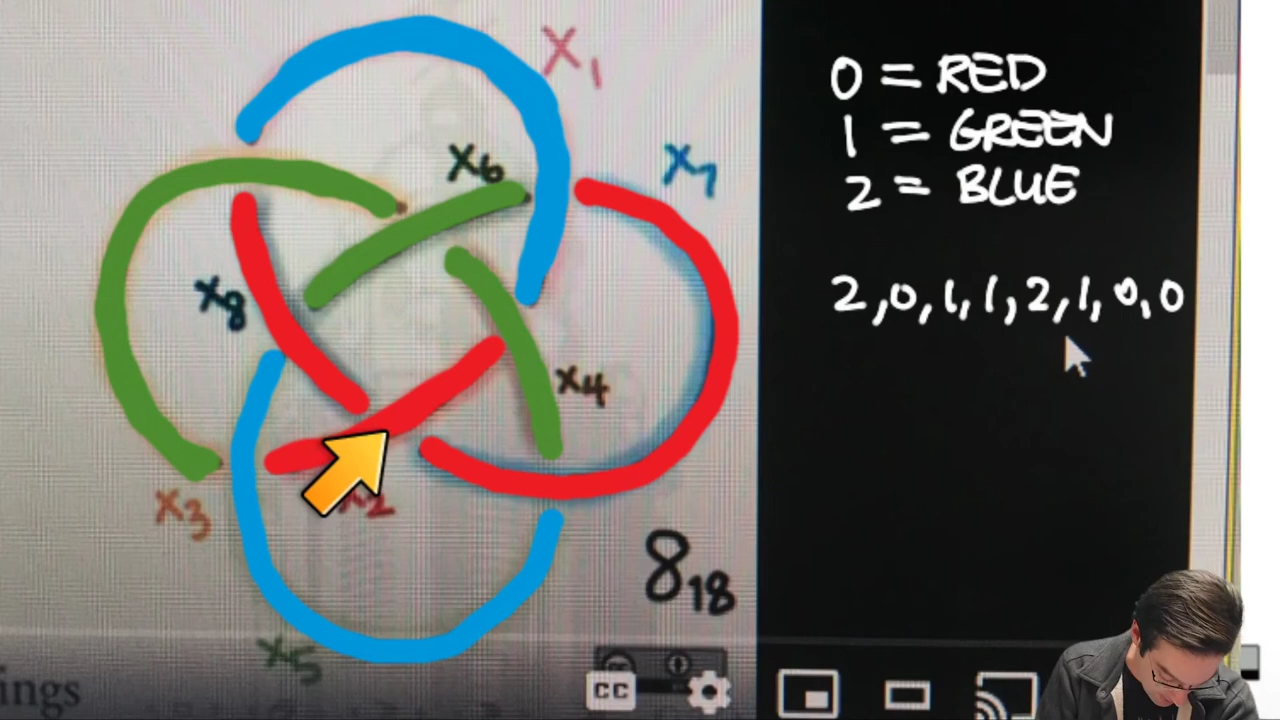 X1
X6
X7
X8
X4
X3
X2
8 18
X5
ings
CC
0 = RED
1 = GREEN
2 = BLUE
2,0,1,1,2,1,0,0